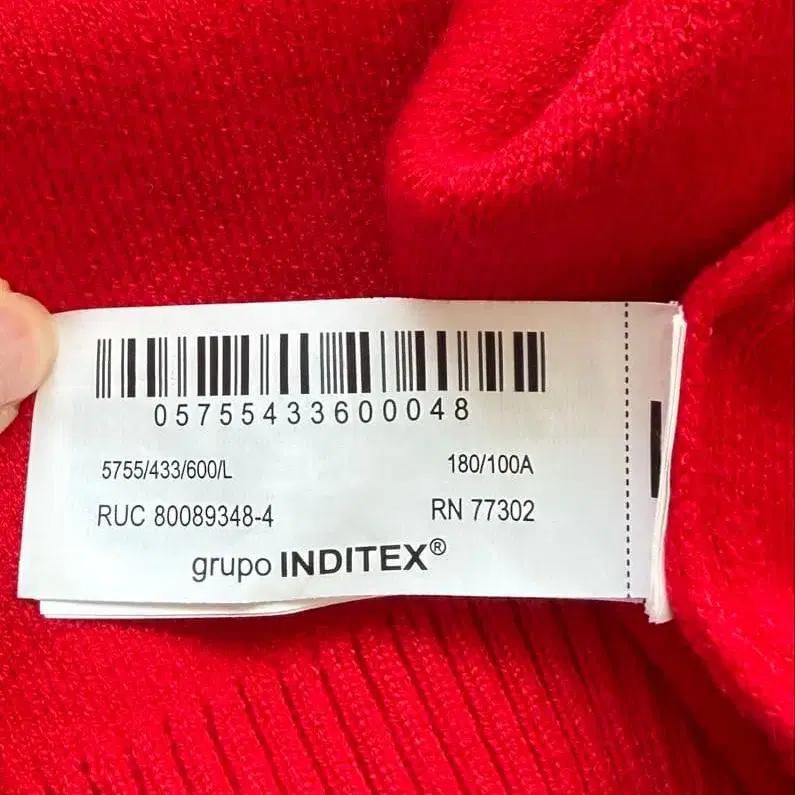 05755433600048
5755/433/600/L 180/100A
RUC 80089348-4 RN 77302
grupo INDITEX®